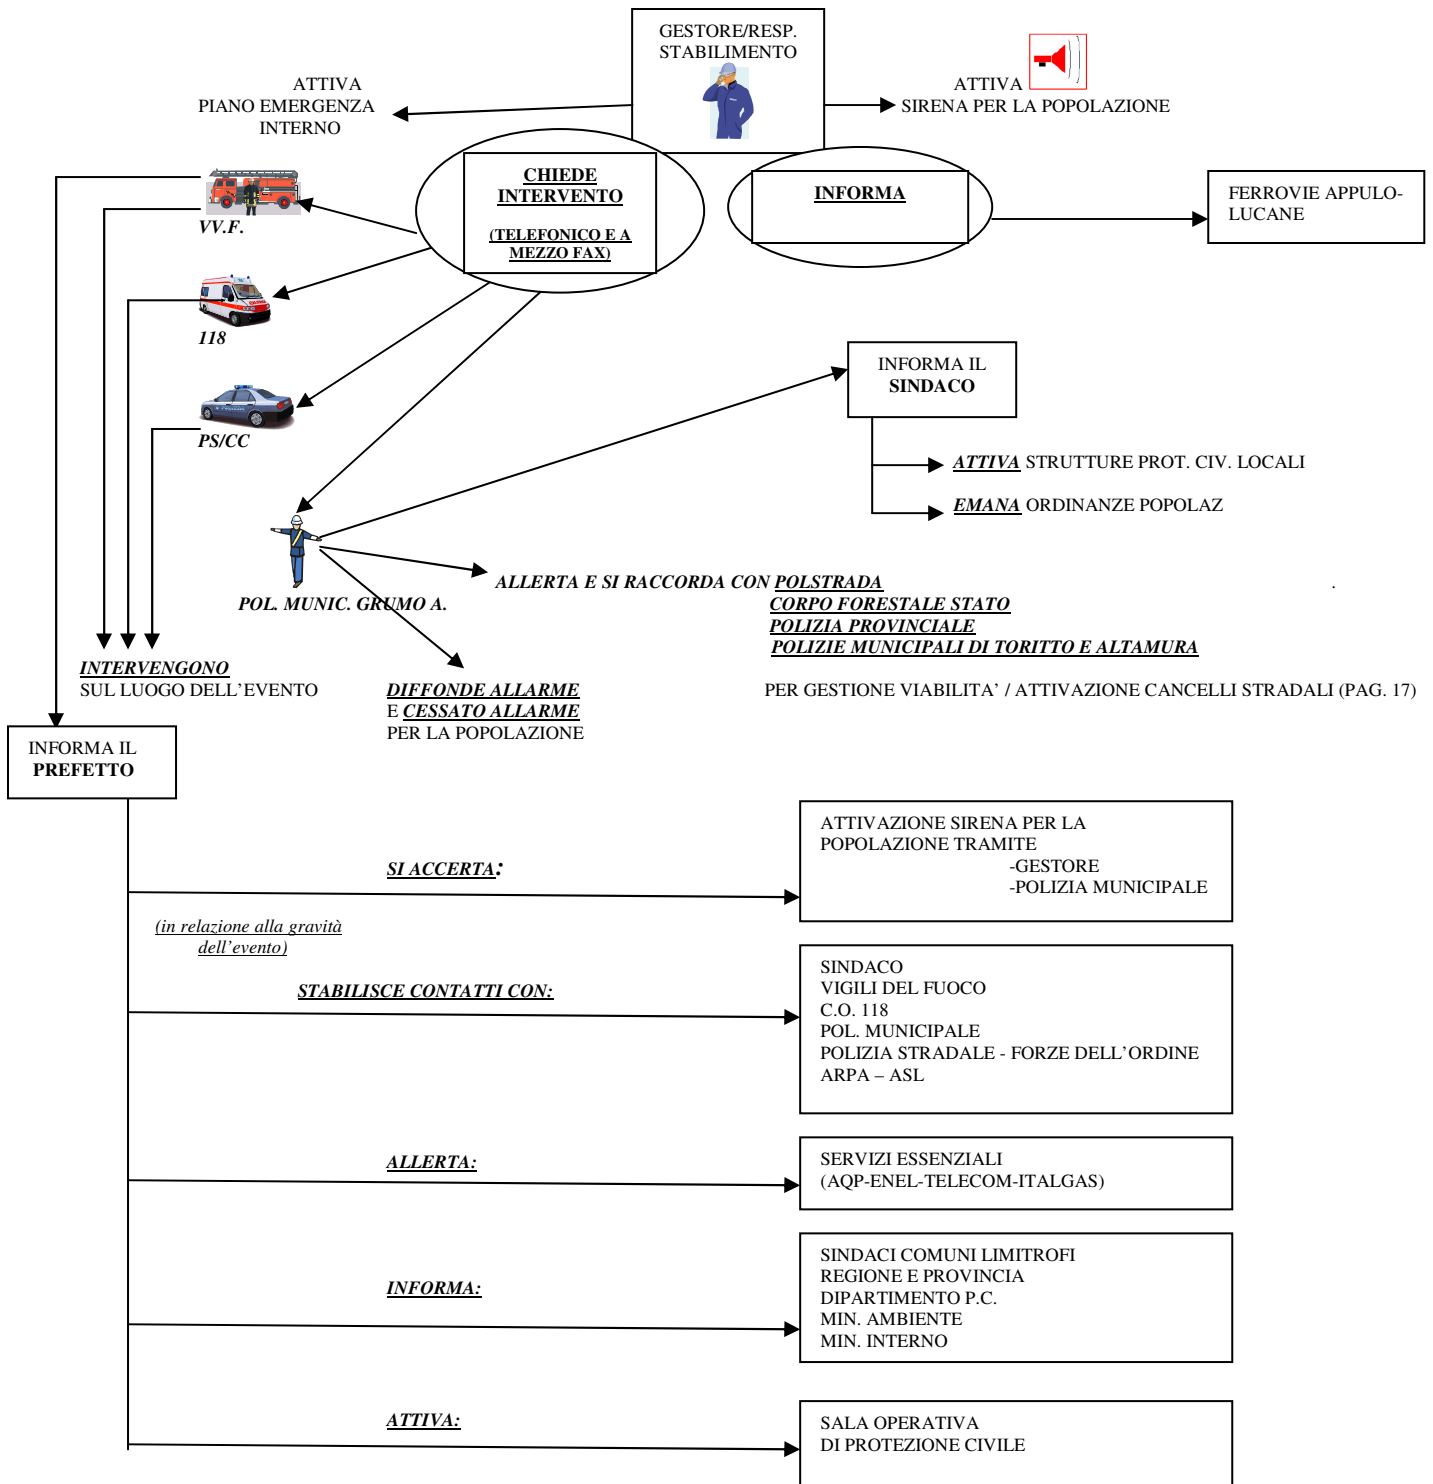 GESTORE/RESP.
STABILIMENTO
ATTIVA
PIANO EMERGENZA
INTERNO
ATTIVA
SIRENA PER LA POPOLAZIONE
CHIEDE
INTERVENTO
(TELEFONICO E A
MEZZO FAX)
INFORMA
FERROVIE APPULO-
LUCANE
VV.F.
118
PS/CC
INFORMA IL
SINDACO
ATTIVA STRUTTURE PROT. CIV. LOCALI
EMANA ORDINANZE POPOLAZ
POL. MUNIC. GRUMO A.
ALLERTA E SI RACCORDA CON POLSTRADA .
CORPO FORESTALE STATO
POLIZIA PROVINCIALE
POLIZIE MUNICIPALI DI TORITTO E ALTAMURA
PER GESTIONE VIABILITA’ / ATTIVAZIONE CANCELLI STRADALI (PAG. 17)
INTERVENGONO
SUL LUOGO DELL’EVENTO
DIFFONDE ALLARME
E CESSATO ALLARME
PER LA POPOLAZIONE
INFORMA IL
PREFETTO
SI ACCERTA:
ATTIVAZIONE SIRENA PER LA
POPOLAZIONE TRAMITE
-GESTORE
-POLIZIA MUNICIPALE
(in relazione alla gravità
dell’evento)
STABILISCE CONTATTI CON:
SINDACO
VIGILI DEL FUOCO
C.O. 118
POL. MUNICIPALE
POLIZIA STRADALE - FORZE DELL’ORDINE
ARPA – ASL
ALLERTA:
SERVIZI ESSENZIALI
(AQP-ENEL-TELECOM-ITALGAS)
INFORMA:
SINDACI COMUNI LIMITROFI
REGIONE E PROVINCIA
DIPARTIMENTO P.C.
MIN. AMBIENTE
MIN. INTERNO
ATTIVA:
SALA OPERATIVA
DI PROTEZIONE CIVILE